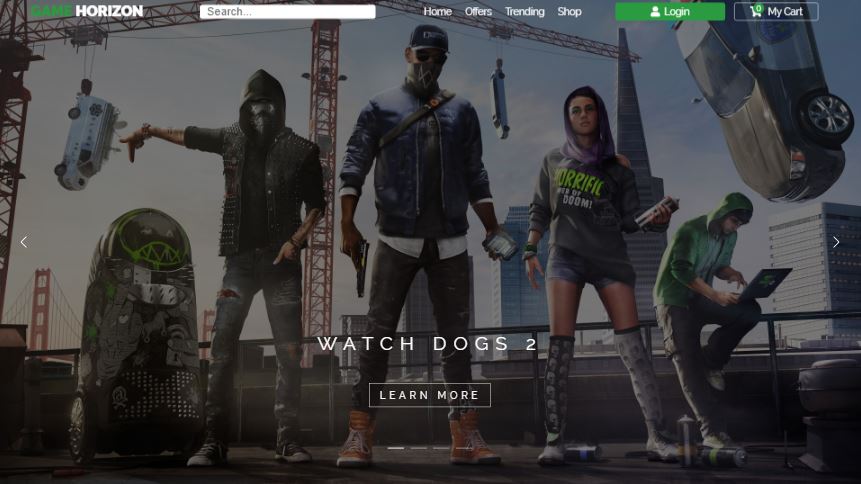 GAME HORIZON
Search...
Home Offers Trending Shop
Login
0
My Cart
HORRIFIC
DOOM!
WATCH DOGS 2
LEARN MORE